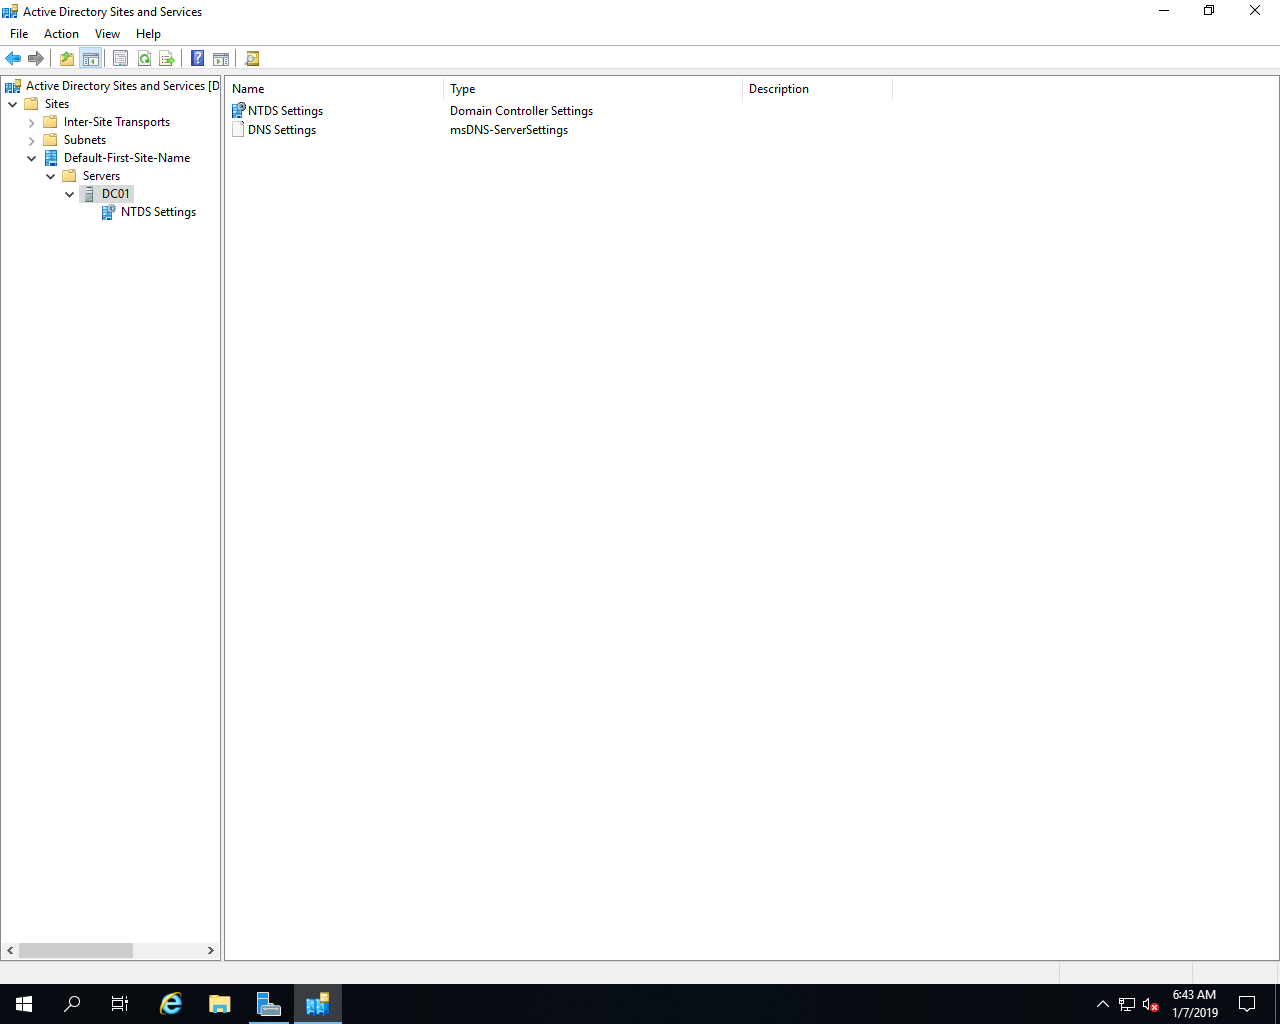 Active Directory Sites and Services
File Action View Help
Active Directory Sites and Services [D
Name Type Description
Sites
NTDS Settings Domain Controller Settings
Inter-Site Transports
DNS Settings msDNS-ServerSettings
Subnets
Default-First-Site-Name
Servers
DC01
NTDS Settings
6:43 AM
1/7/2019